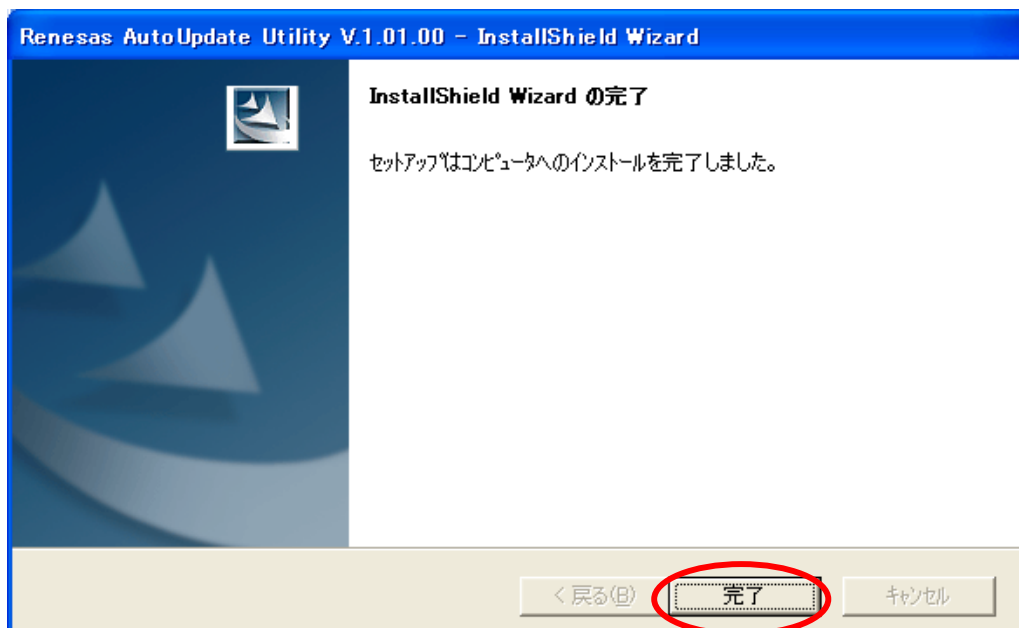 Renesas AutoUpdate Utility V.1.01.00 - InstallShield Wizard
InstallShield Wizard の完了
ｾｯﾄｱｯﾌﾟはｺﾝﾋﾟｭｰﾀへのｲﾝｽﾄｰﾙを完了しました。
< 戻る(B)
完了
ｷｬﾝｾﾙ